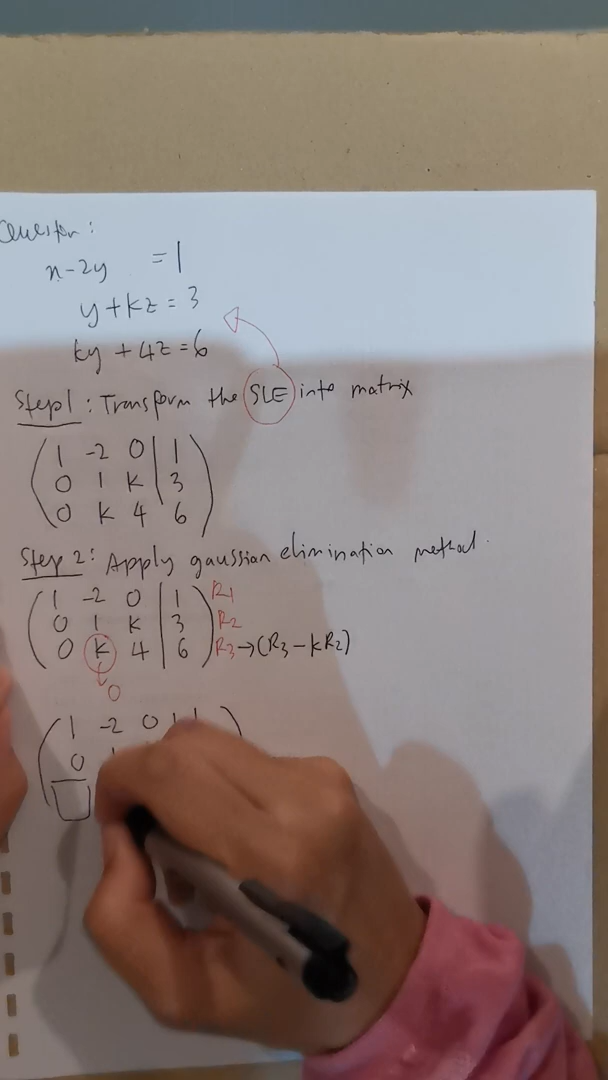 Question:
x-2y = 1
y+kz = 3
ky + 4z = 6
Step 1: Transform the SLE into matrix
1 -2 0 | 1
0 1 k | 3
0 k 4 | 6
Step 2: Apply gaussian elimination method.
1 -2 0 | 1 R1
0 1 k | 3 R2
0 k 4 | 6 R3→(R3-kR2)
0
1 -2 0
0